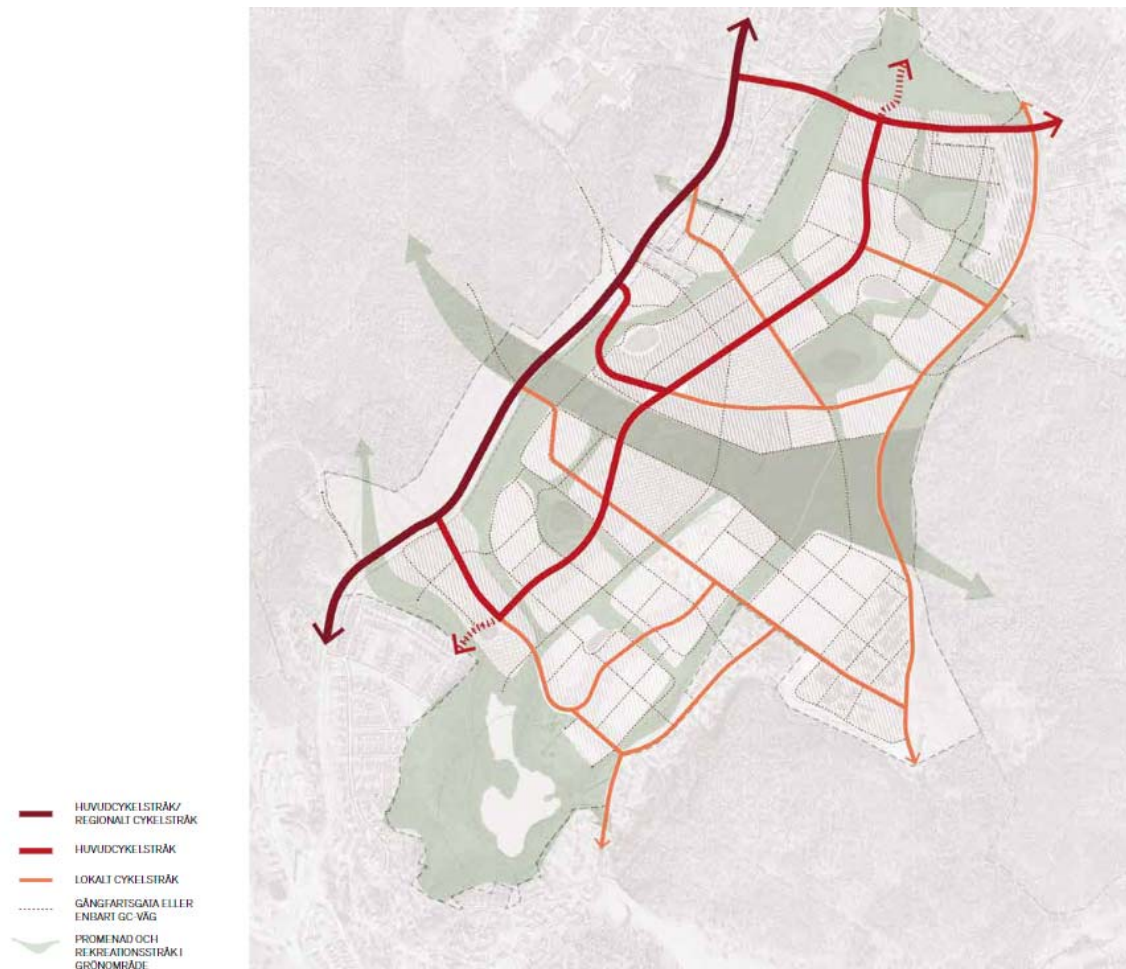 HUVUDCYKELSTRÅK/
REGIONALT CYKELSTRÅK
HUVUDCYKELSTRÅK
LOKALT CYKELSTRÅK
GÅNGFARTSGATA ELLER
ENBART GC-VÄG
PROMENAD OCH
REKREATIONSSTRÅK I
GRÖNOMRÅDE